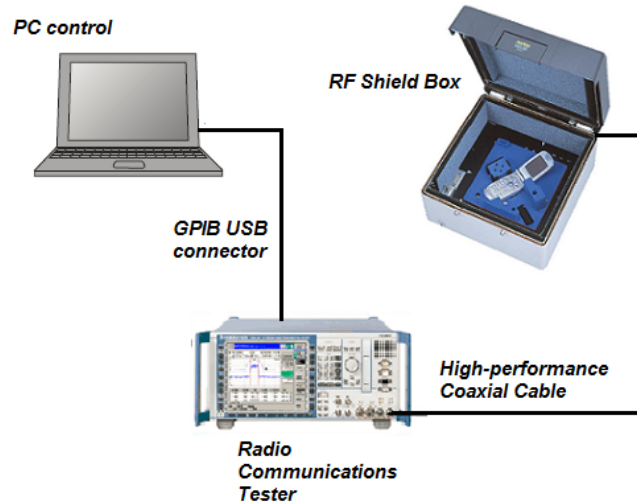 PC control
RF Shield Box
GPIB USB
connector
High-performance
Coaxial Cable
Radio
Communications
Tester